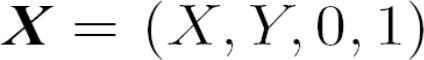 X = (X, Y, 0, 1)